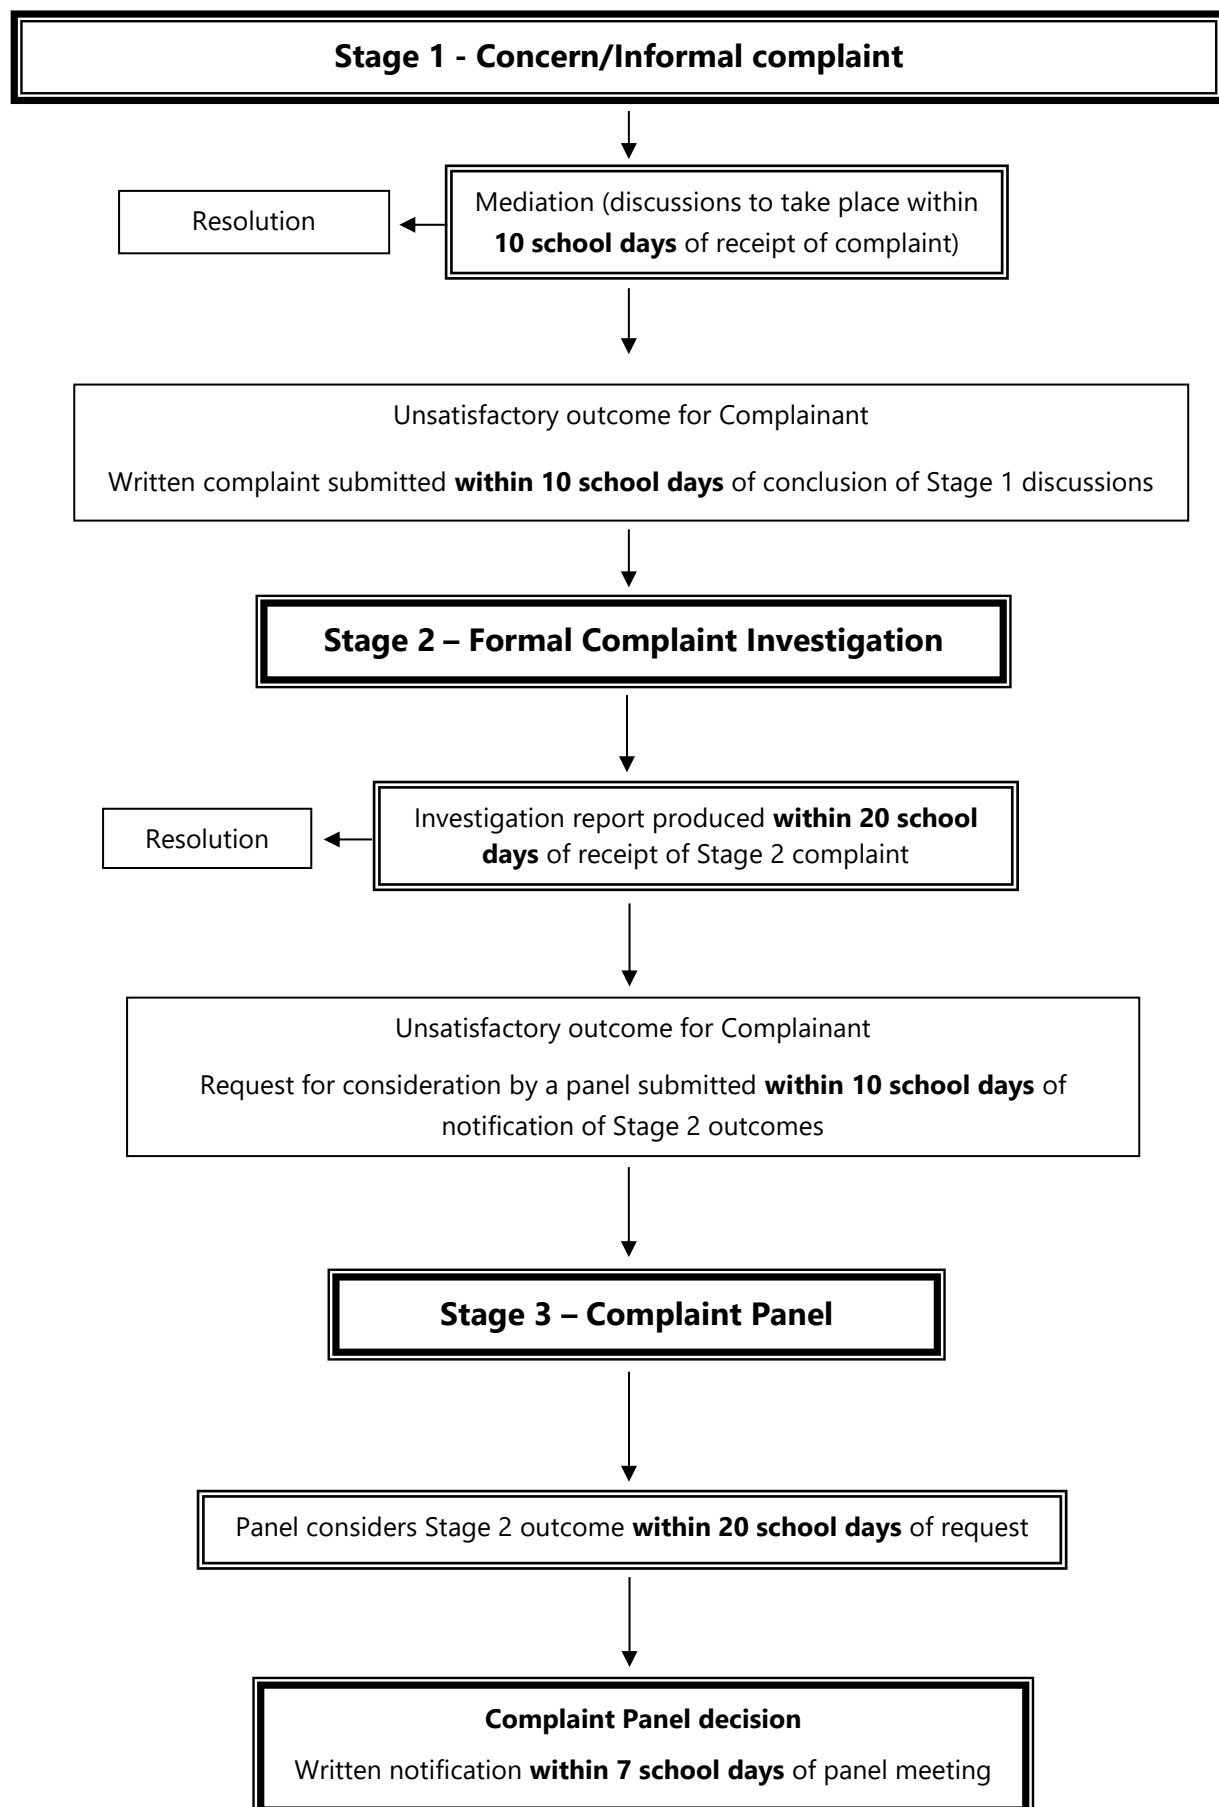 Stage 1 - Concern/Informal complaint
Resolution
Mediation (discussions to take place within
10 school days of receipt of complaint)
Unsatisfactory outcome for Complainant
Written complaint submitted within 10 school days of conclusion of Stage 1 discussions
Stage 2 – Formal Complaint Investigation
Resolution
Investigation report produced within 20 school
days of receipt of Stage 2 complaint
Unsatisfactory outcome for Complainant
Request for consideration by a panel submitted within 10 school days of
notification of Stage 2 outcomes
Stage 3 – Complaint Panel
Panel considers Stage 2 outcome within 20 school days of request
Complaint Panel decision
Written notification within 7 school days of panel meeting